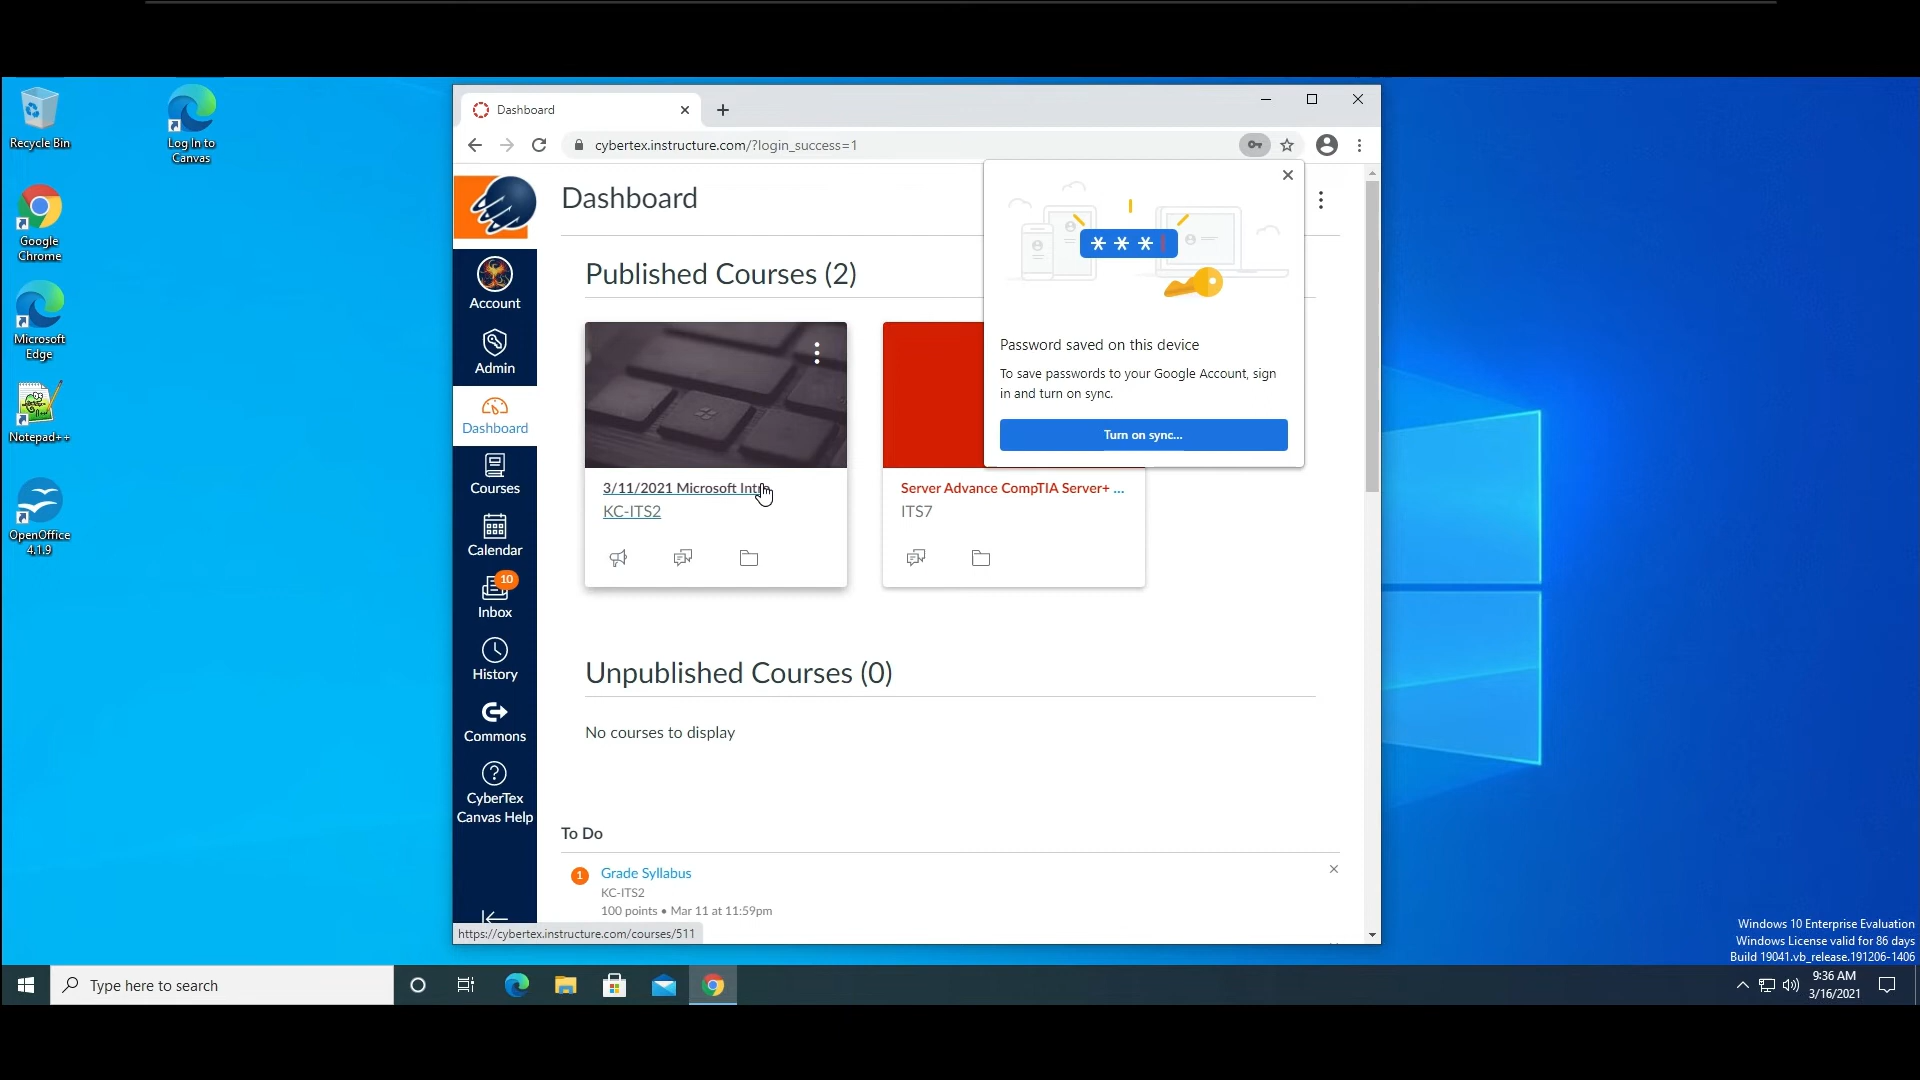 Recycle Bin
Log In to
Canvas
Google
Chrome
Microsoft
Edge
Notepad++
OpenOffice
4.1.9
Dashboard
cybertex.instructure.com/?login_success=1
Account
Admin
Dashboard
Courses
Calendar
10
Inbox
History
Commons
CyberTex
Canvas Help
Dashboard
Published Courses (2)
3/11/2021 Microsoft
KC-ITS2
Server Advance CompTIA Server+ ...
ITS7
* * *
Password saved on this device
To save passwords to your Google Account, sign
in and turn on sync.
Turn on sync...
Unpublished Courses (0)
No courses to display
To Do
1
Grade Syllabus
KC-ITS2
100 points • Mar 11 at 11:59pm
https://cybertex.instructure.com/courses/511
Windows 10 Enterprise Evaluation
Windows License valid for 86 days
Build 19041.vb_release.191206-1406
Type here to search
9:36 AM
3/16/2021